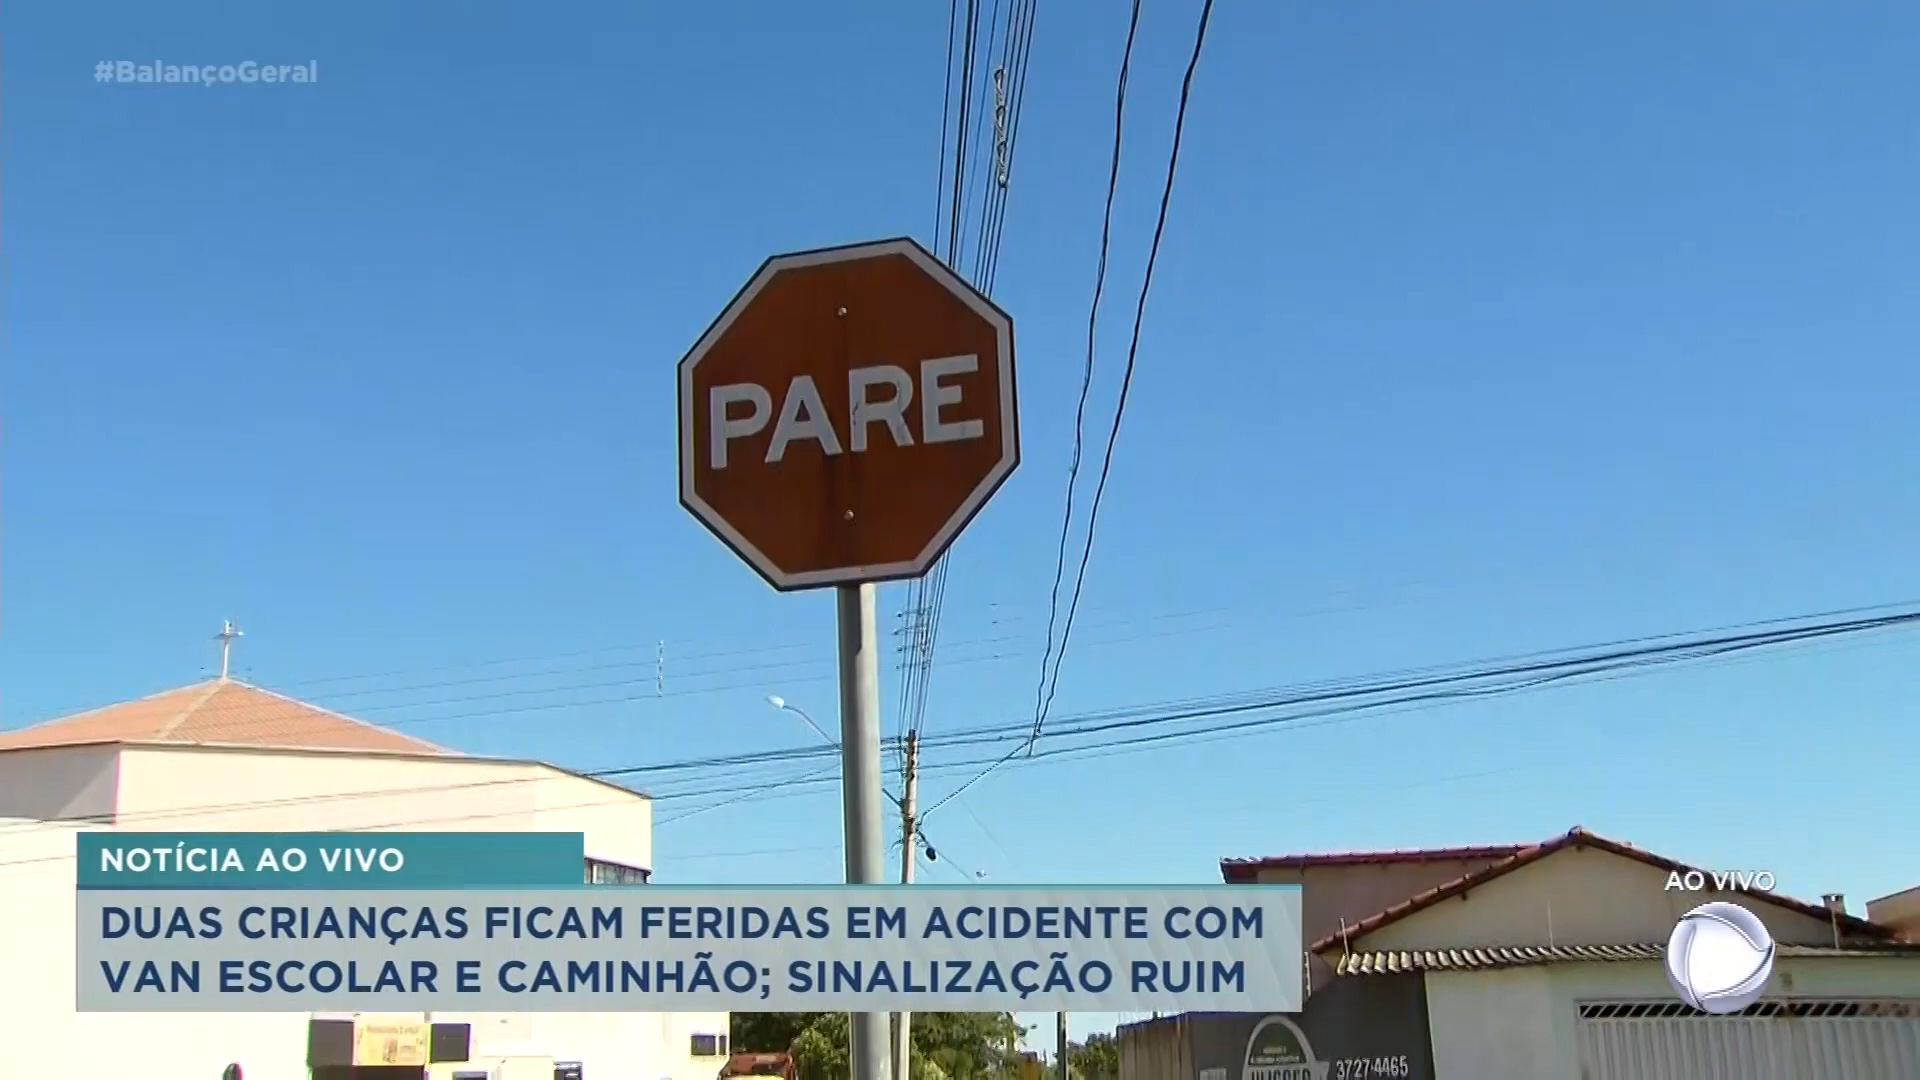 #BalançoGeral
PARE
NOTÍCIA AO VIVO
DUAS CRIANÇAS FICAM FERIDAS EM ACIDENTE COM
VAN ESCOLAR E CAMINHÃO; SINALIZAÇÃO RUIM
AO VIVO
3727-4465